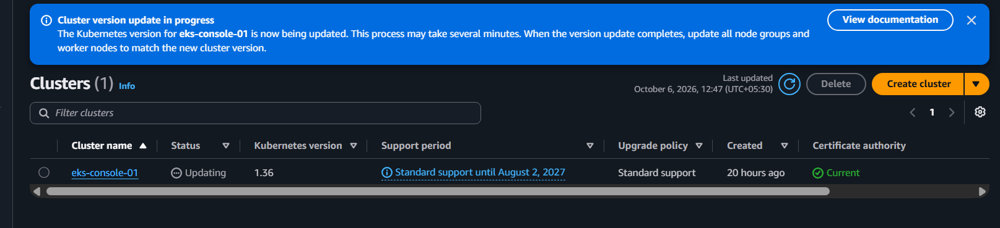 Cluster version update in progress
The Kubernetes version for eks-console-01 is now being updated. This process may take several minutes. When the version update completes, update all node groups and
worker nodes to match the new cluster version.
View documentation
Clusters (1) Info
Last updated
October 6, 2026, 12:47 (UTC+05:30)
Delete
Create cluster
Filter clusters
1
Cluster name Status Kubernetes version Support period Upgrade policy Created Certificate authority
eks-console-01 Updating 1.36 Standard support until August 2, 2027 Standard support 20 hours ago Current